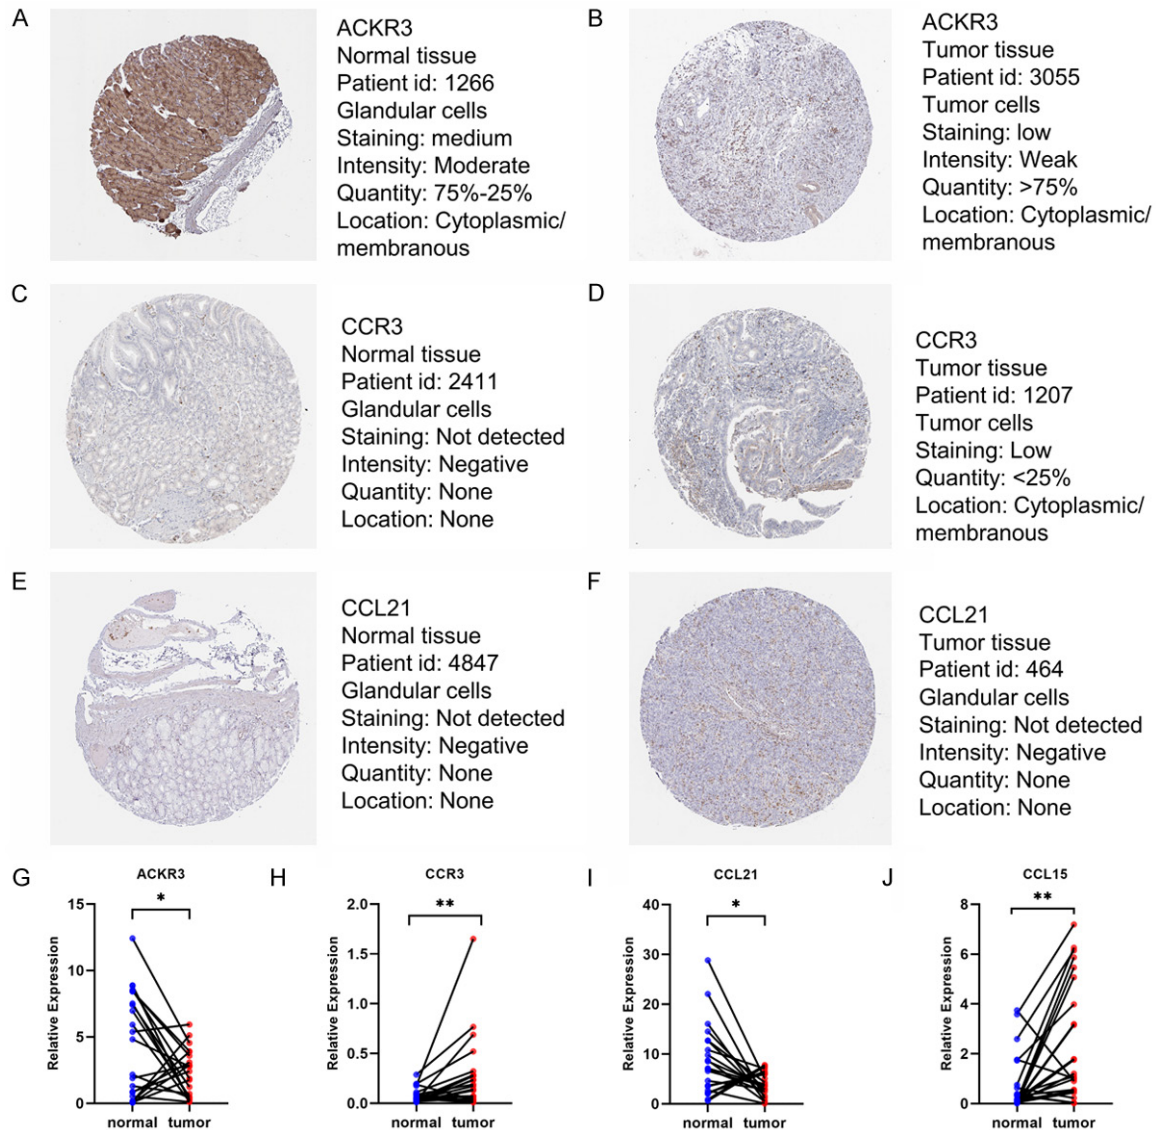 A
ACKR3
Normal tissue
Patient id: 1266
Glandular cells
Staining: medium
Intensity: Moderate
Quantity: 75%-25%
Location: Cytoplasmic/
membranous
B
ACKR3
Tumor tissue
Patient id: 3055
Tumor cells
Staining: low
Intensity: Weak
Quantity: >75%
Location: Cytoplasmic/
membranous
C
CCR3
Normal tissue
Patient id: 2411
Glandular cells
Staining: Not detected
Intensity: Negative
Quantity: None
Location: None
D
CCR3
Tumor tissue
Patient id: 1207
Tumor cells
Staining: Low
Quantity: <25%
Location: Cytoplasmic/
membranous
E
CCL21
Normal tissue
Patient id: 4847
Glandular cells
Staining: Not detected
Intensity: Negative
Quantity: None
Location: None
F
CCL21
Tumor tissue
Patient id: 464
Glandular cells
Staining: Not detected
Intensity: Negative
Quantity: None
Location: None
G
ACKR3
*
Relative Expression
15
10
5
0
normal tumor
H
CCR3
**
Relative Expression
2.0
1.5
1.0
0.5
0.0
normal tumor
I
CCL21
*
Relative Expression
40
30
20
10
0
normal tumor
J
CCL15
**
Relative Expression
8
6
4
2
0
normal tumor